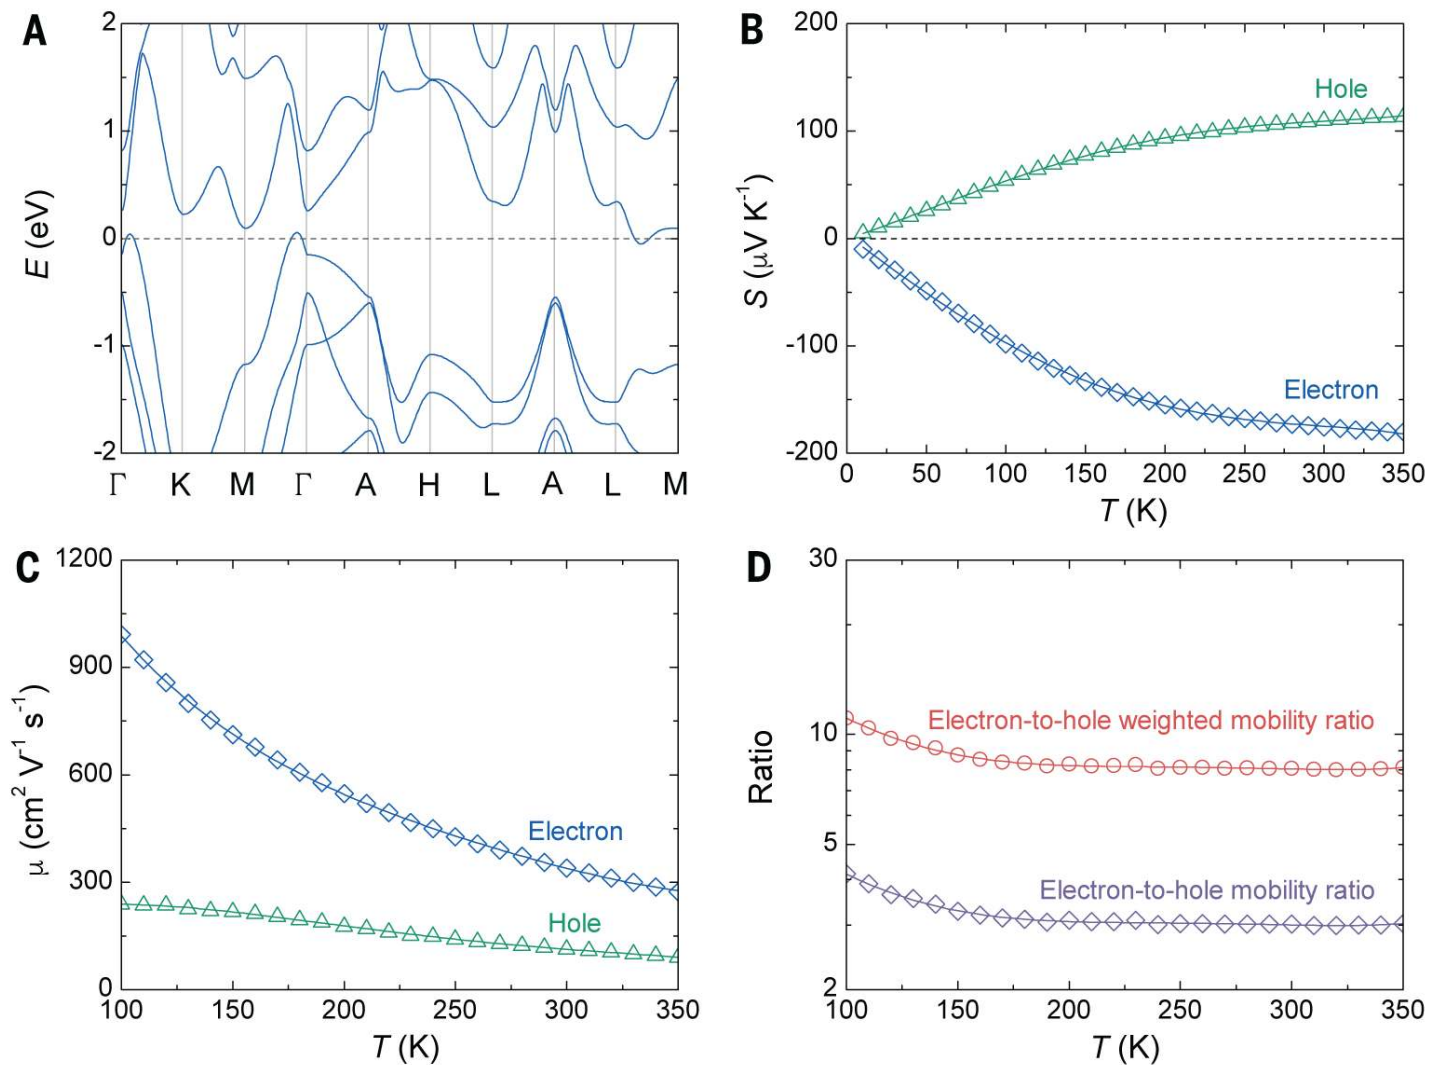 A
2
1
0
-1
-2
E (eV)
Γ K M Γ A H L A L M
B
200
100
0
-100
-200
S (μV K⁻¹)
Hole
Electron
0 50 100 150 200 250 300 350
T (K)
C
1200
900
600
300
0
μ (cm² V⁻¹ s⁻¹)
Electron
Hole
100 150 200 250 300 350
T (K)
D
30
10
5
2
Ratio
Electron-to-hole weighted mobility ratio
Electron-to-hole mobility ratio
100 150 200 250 300 350
T (K)